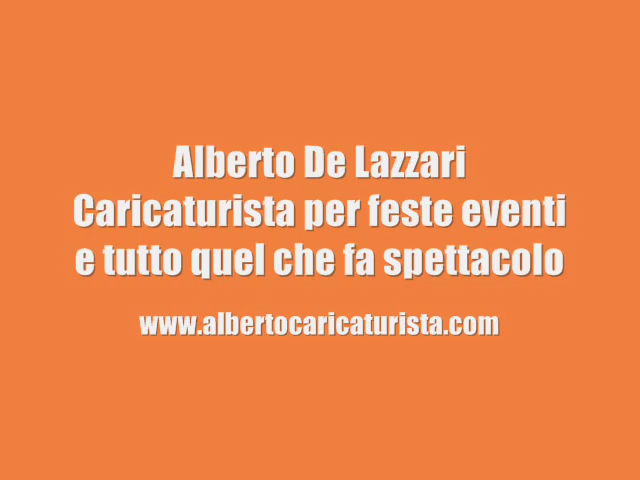 Alberto De Lazzari
Caricaturista per feste eventi
e tutto quel che fa spettacolo
www.albertocaricaturista.com